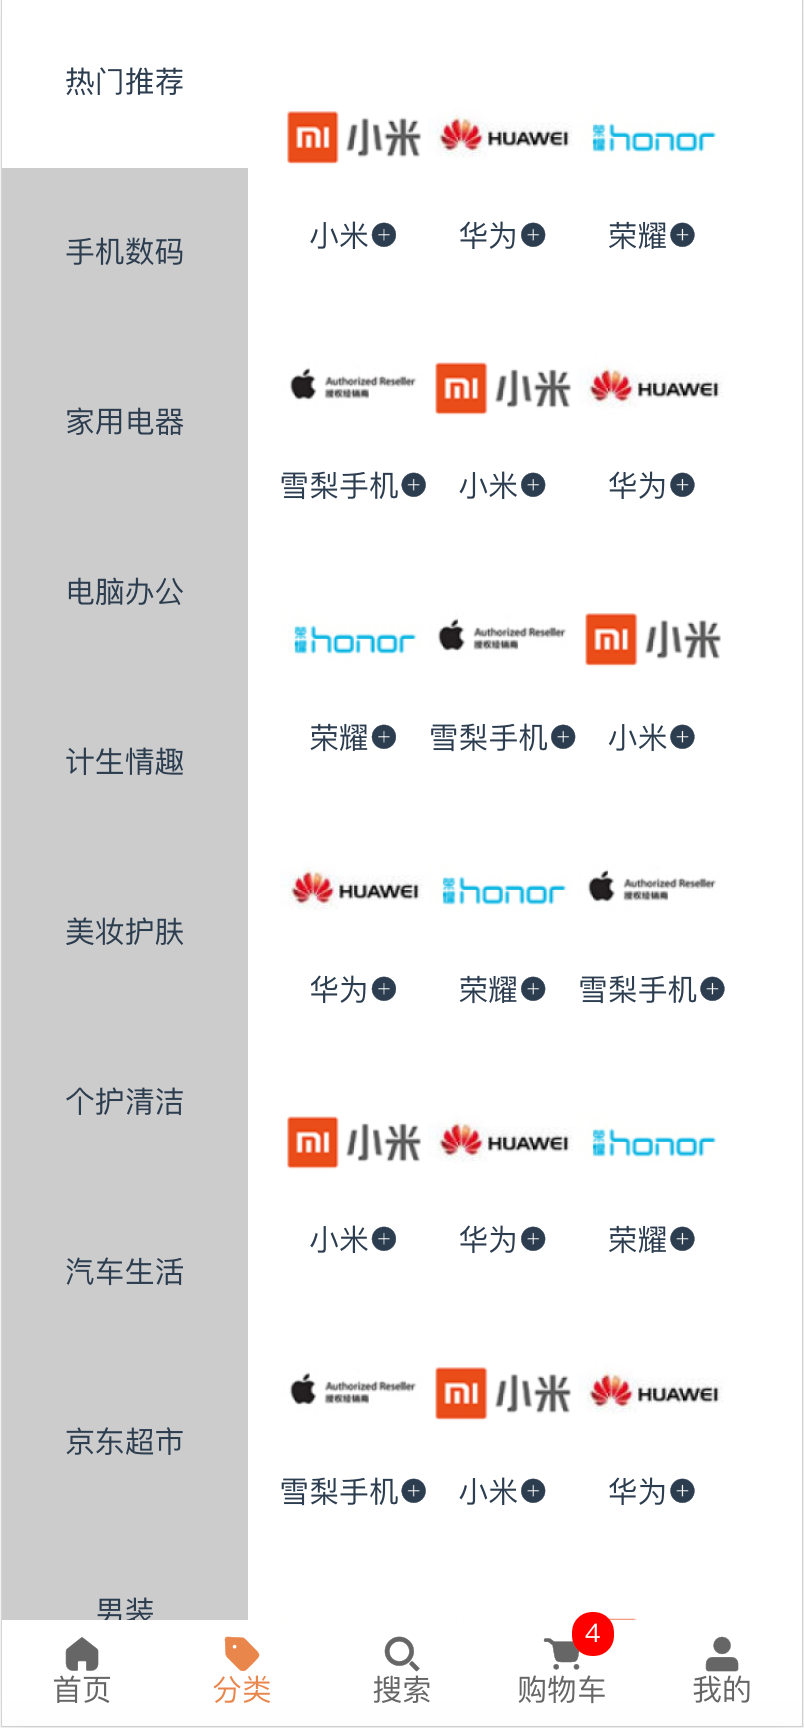 热门推荐
手机数码
家用电器
电脑办公
计生情趣
美妆护肤
个护清洁
汽车生活
京东超市
男装
mi 小米 HUAWEI 荣耀 honor
小米 华为 荣耀
Authorized Reseller 授权经销商 mi 小米 HUAWEI
雪梨手机 小米 华为
荣耀 honor Authorized Reseller 授权经销商 mi 小米
荣耀 雪梨手机 小米
HUAWEI 荣耀 honor Authorized Reseller 授权经销商
华为 荣耀 雪梨手机
mi 小米 HUAWEI 荣耀 honor
小米 华为 荣耀
Authorized Reseller 授权经销商 mi 小米 HUAWEI
雪梨手机 小米 华为
4
首页 分类 搜索 购物车 我的